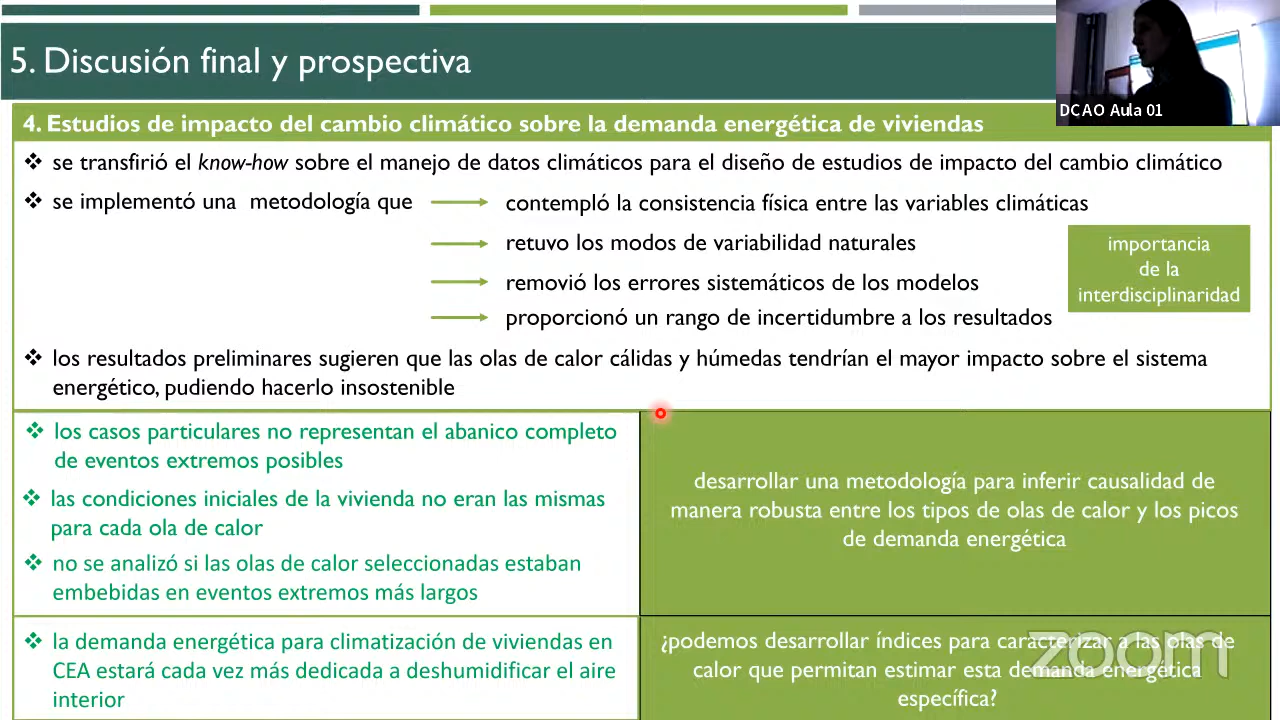 5. Discusión final y prospectiva
DCAO Aula 01
4. Estudios de impacto del cambio climático sobre la demanda energética de viviendas
❖ se transfirió el know-how sobre el manejo de datos climáticos para el diseño de estudios de impacto del cambio climático
❖ se implementó una metodología que
contempló la consistencia física entre las variables climáticas
retuvo los modos de variabilidad naturales
removió los errores sistemáticos de los modelos
proporcionó un rango de incertidumbre a los resultados
importancia
de la
interdisciplinaridad
❖ los resultados preliminares sugieren que las olas de calor cálidas y húmedas tendrían el mayor impacto sobre el sistema
energético, pudiendo hacerlo insostenible
❖ los casos particulares no representan el abanico completo
de eventos extremos posibles
❖ las condiciones iniciales de la vivienda no eran las mismas
para cada ola de calor
❖ no se analizó si las olas de calor seleccionadas estaban
embebidas en eventos extremos más largos
desarrollar una metodología para inferir causalidad de
manera robusta entre los tipos de olas de calor y los picos
de demanda energética
❖ la demanda energética para climatización de viviendas en
CEA estará cada vez más dedicada a deshumidificar el aire
interior
¿podemos desarrollar índices para caracterizar a las olas de
calor que permitan estimar esta demanda energética
específica?
zoom